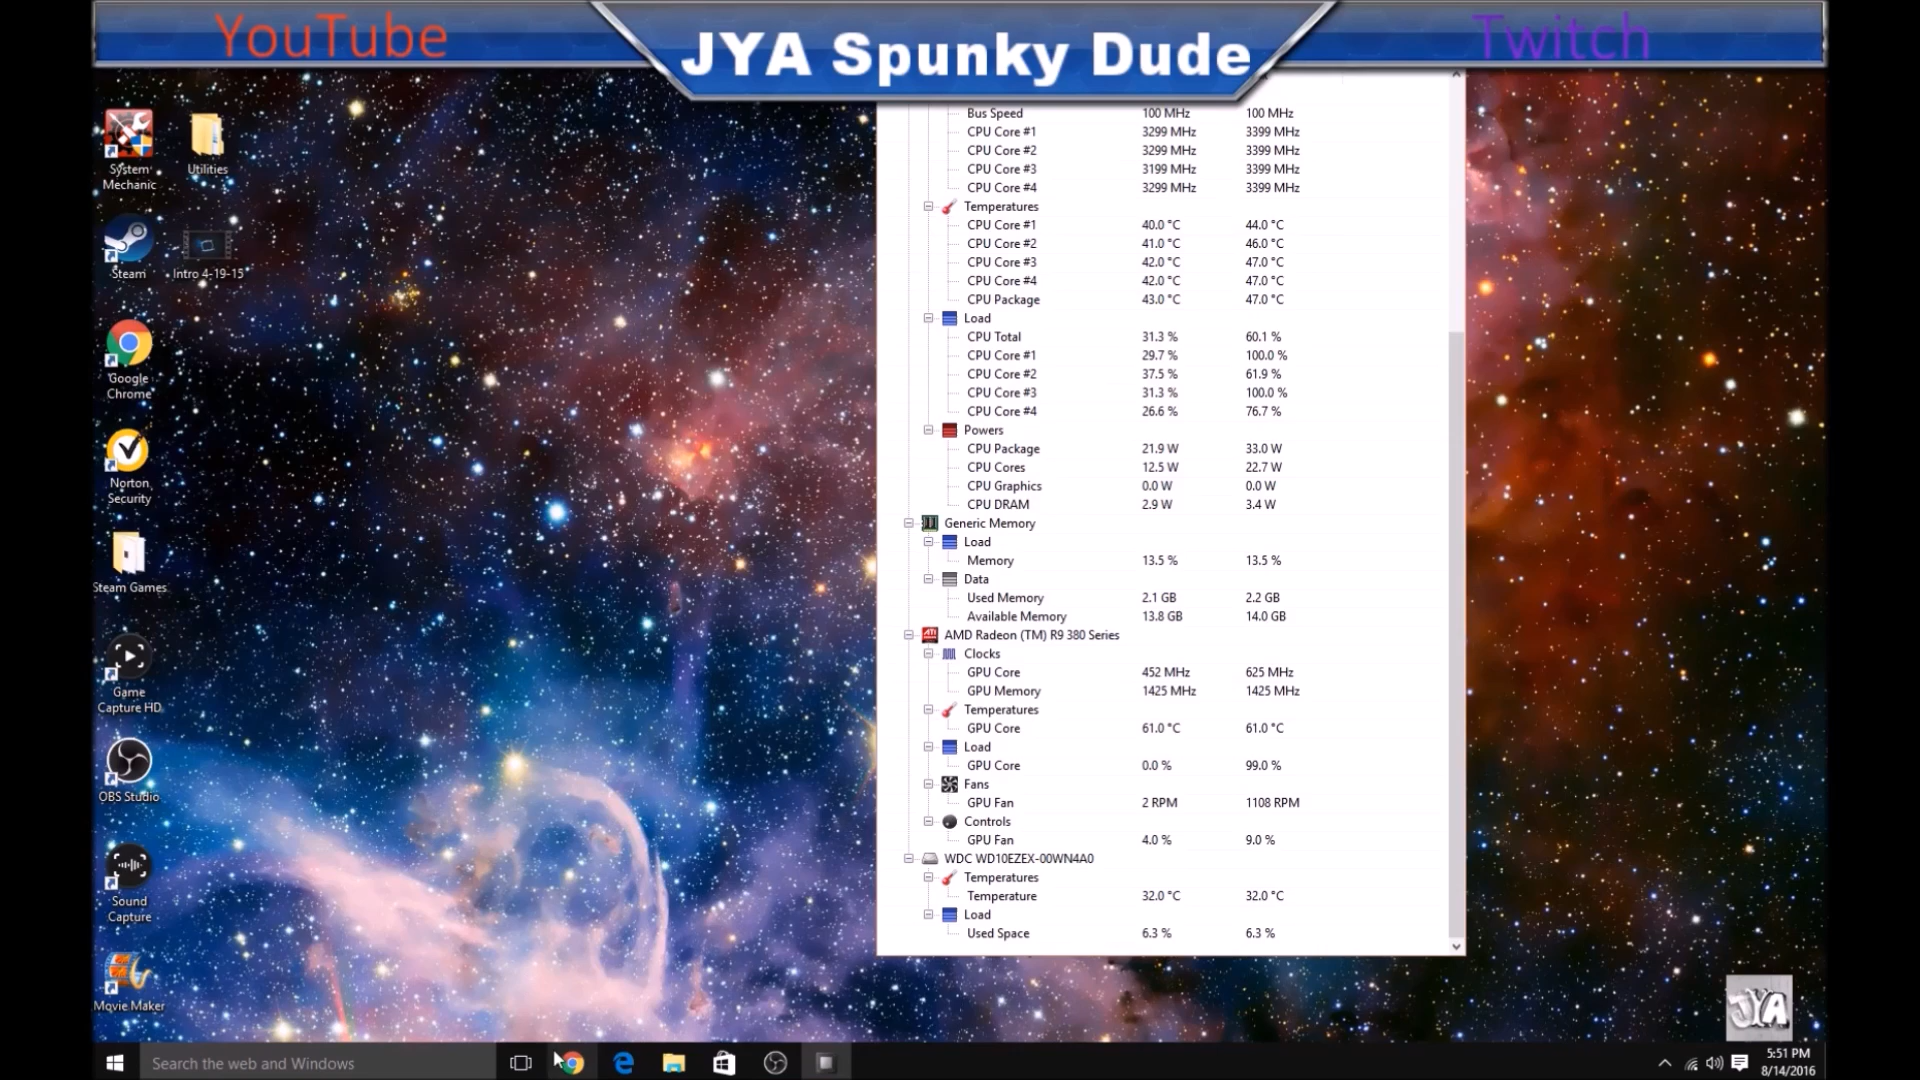 YouTube
JYA Spunky Dude
Twitch
System Mechanic
Utilities
Steam
Intro 4-19-15
Google Chrome
Norton Security
Steam Games
Game Capture HD
OBS Studio
Sound Capture
Movie Maker
Bus Speed 100 MHz 100 MHz
CPU Core #1 3299 MHz 3399 MHz
CPU Core #2 3299 MHz 3399 MHz
CPU Core #3 3199 MHz 3399 MHz
CPU Core #4 3299 MHz 3399 MHz
Temperatures
CPU Core #1 40.0 °C 44.0 °C
CPU Core #2 41.0 °C 46.0 °C
CPU Core #3 42.0 °C 47.0 °C
CPU Core #4 42.0 °C 47.0 °C
CPU Package 43.0 °C 47.0 °C
Load
CPU Total 31.3 % 60.1 %
CPU Core #1 29.7 % 100.0 %
CPU Core #2 37.5 % 61.9 %
CPU Core #3 31.3 % 100.0 %
CPU Core #4 26.6 % 76.7 %
Powers
CPU Package 21.9 W 33.0 W
CPU Cores 12.5 W 22.7 W
CPU Graphics 0.0 W 0.0 W
CPU DRAM 2.9 W 3.4 W
Generic Memory
Load
Memory 13.5 % 13.5 %
Data
Used Memory 2.1 GB 2.2 GB
Available Memory 13.8 GB 14.0 GB
ATI AMD Radeon (TM) R9 380 Series
Clocks
GPU Core 452 MHz 625 MHz
GPU Memory 1425 MHz 1425 MHz
Temperatures
GPU Core 61.0 °C 61.0 °C
Load
GPU Core 0.0 % 99.0 %
Fans
GPU Fan 2 RPM 1108 RPM
Controls
GPU Fan 4.0 % 9.0 %
WDC WD10EZEX-00WN4A0
Temperatures
Temperature 32.0 °C 32.0 °C
Load
Used Space 6.3 % 6.3 %
JYA
Search the web and Windows
5:51 PM
8/14/2016